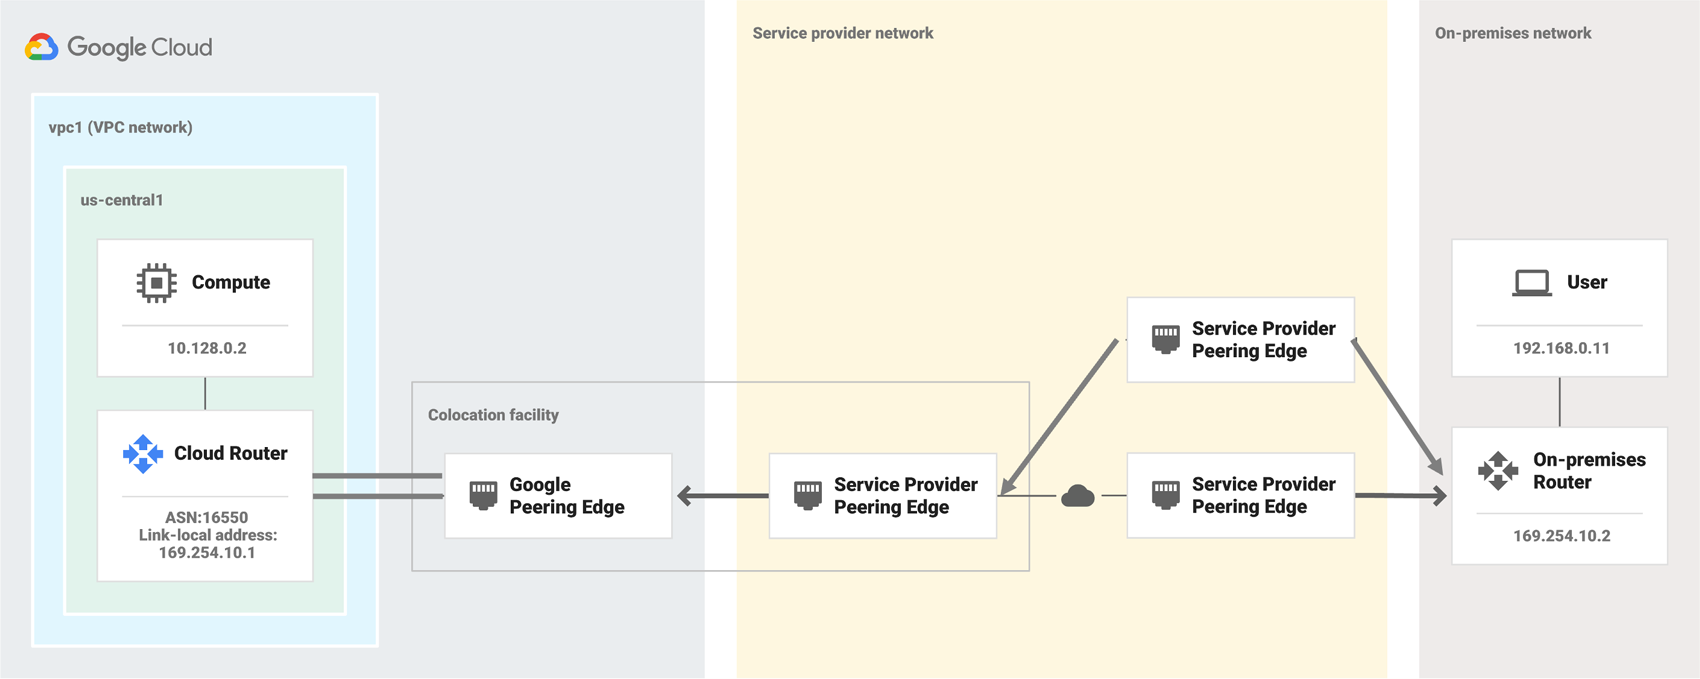 Google Cloud
Service provider network
On-premises network
vpc1 (VPC network)
us-central1
Compute
10.128.0.2
Cloud Router
ASN:16550
Link-local address:
169.254.10.1
Colocation facility
Google
Peering Edge
Service Provider
Peering Edge
Service Provider
Peering Edge
Service Provider
Peering Edge
User
192.168.0.11
On-premises
Router
169.254.10.2